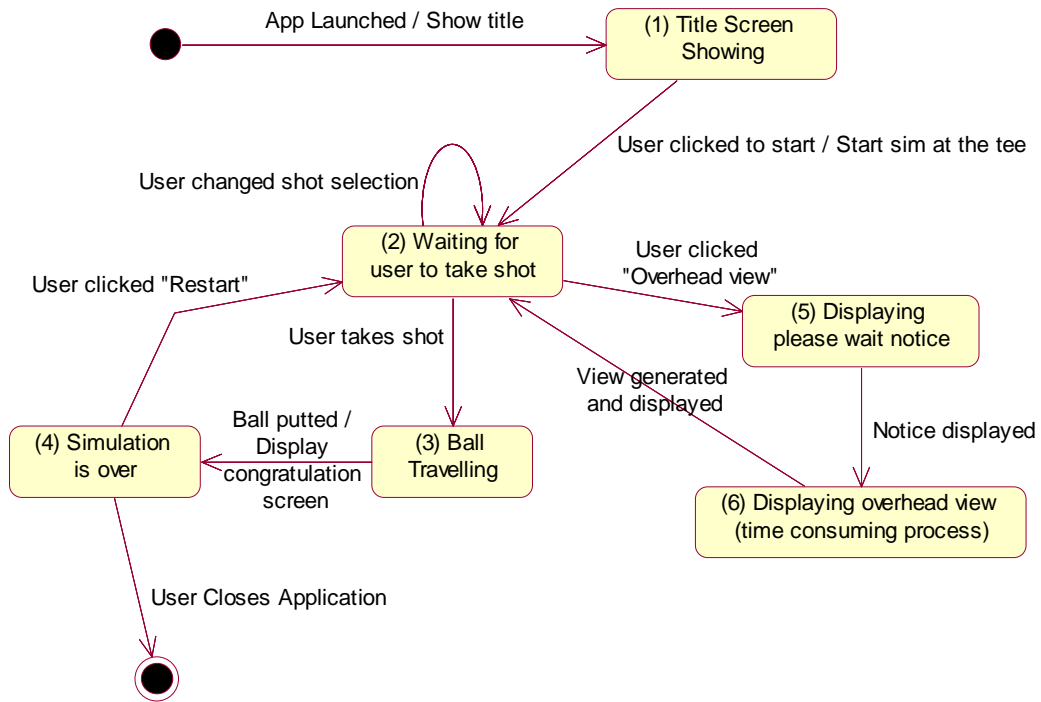 App Launched / Show title
(1) Title Screen
Showing
User clicked to start / Start sim at the tee
User changed shot selection
(2) Waiting for
user to take shot
User clicked
"Overhead view"
User clicked "Restart"
(5) Displaying
please wait notice
User takes shot
View generated
and displayed
Ball putted /
Display
congratulation
screen
(4) Simulation
is over
(3) Ball
Travelling
Notice displayed
(6) Displaying overhead view
(time consuming process)
User Closes Application